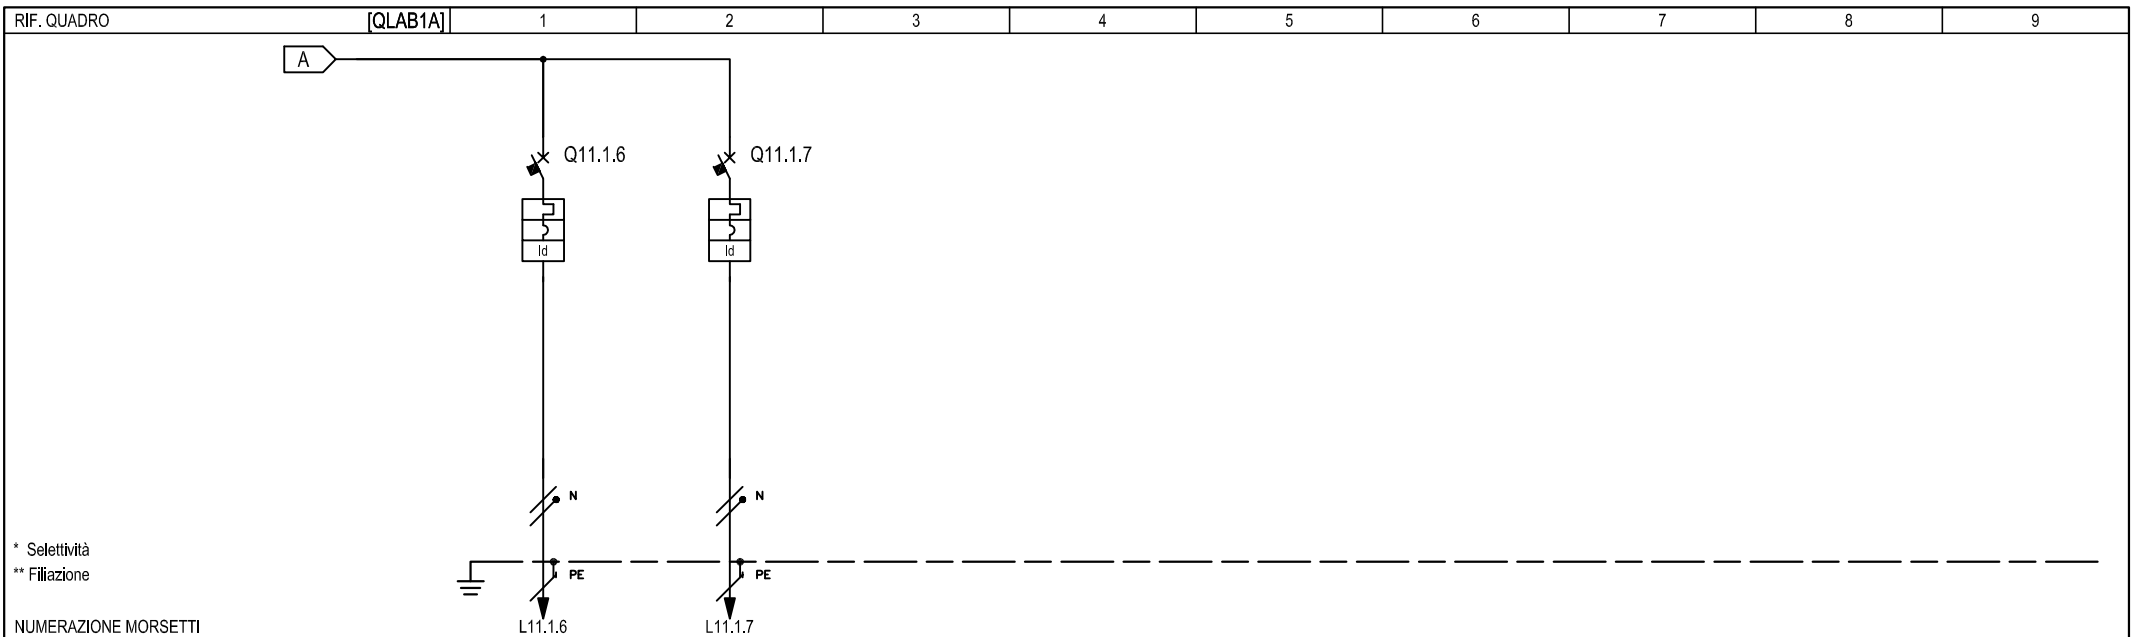 RIF. QUADRO [QLAB1A] 1 2 3 4 5 6 7 8 9
A
Q11.1.6 Q11.1.7
Id Id
N N
* Selettività
** Filiazione
PE PE
NUMERAZIONE MORSETTI L11.1.6 L11.1.7